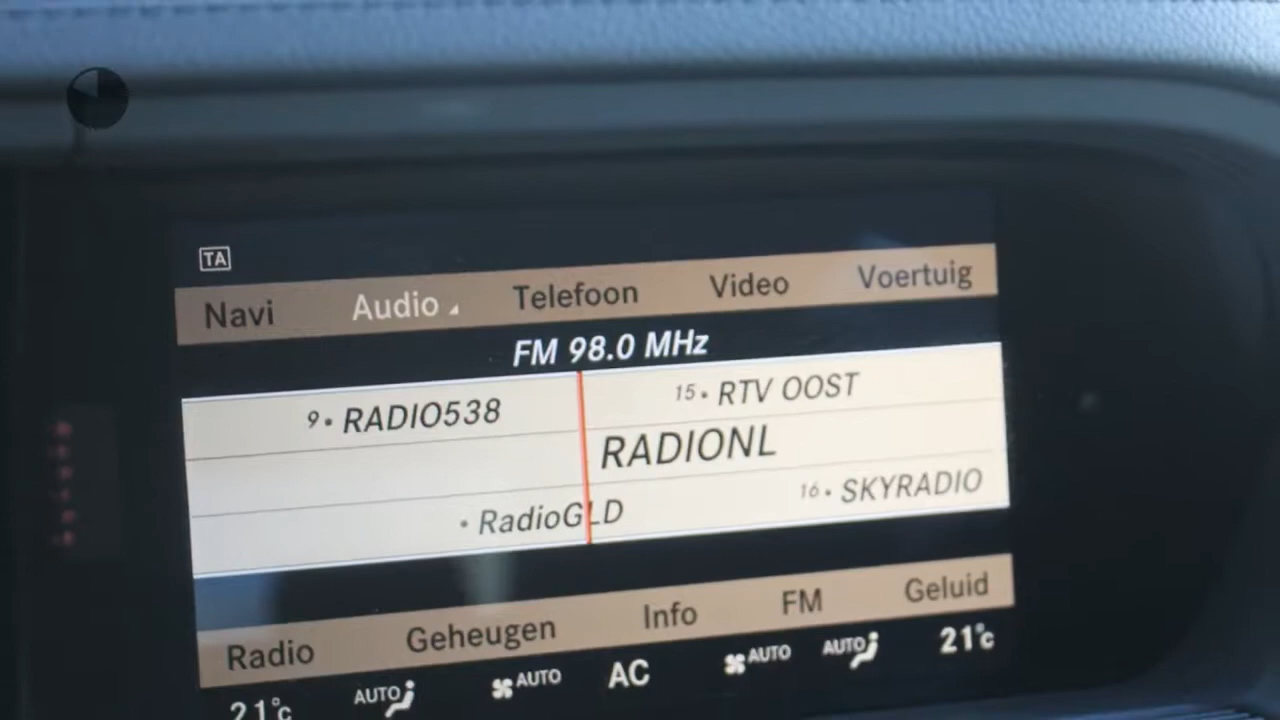 TA
Navi Audio Telefoon Video Voertuig
FM 98.0 MHz
9• RADIO538 15• RTV OOST
RADIONL
• RadioGLD 16• SKYRADIO
Radio Geheugen Info FM Geluid
21°C AUTO AUTO AC AUTO AUTO 21°C